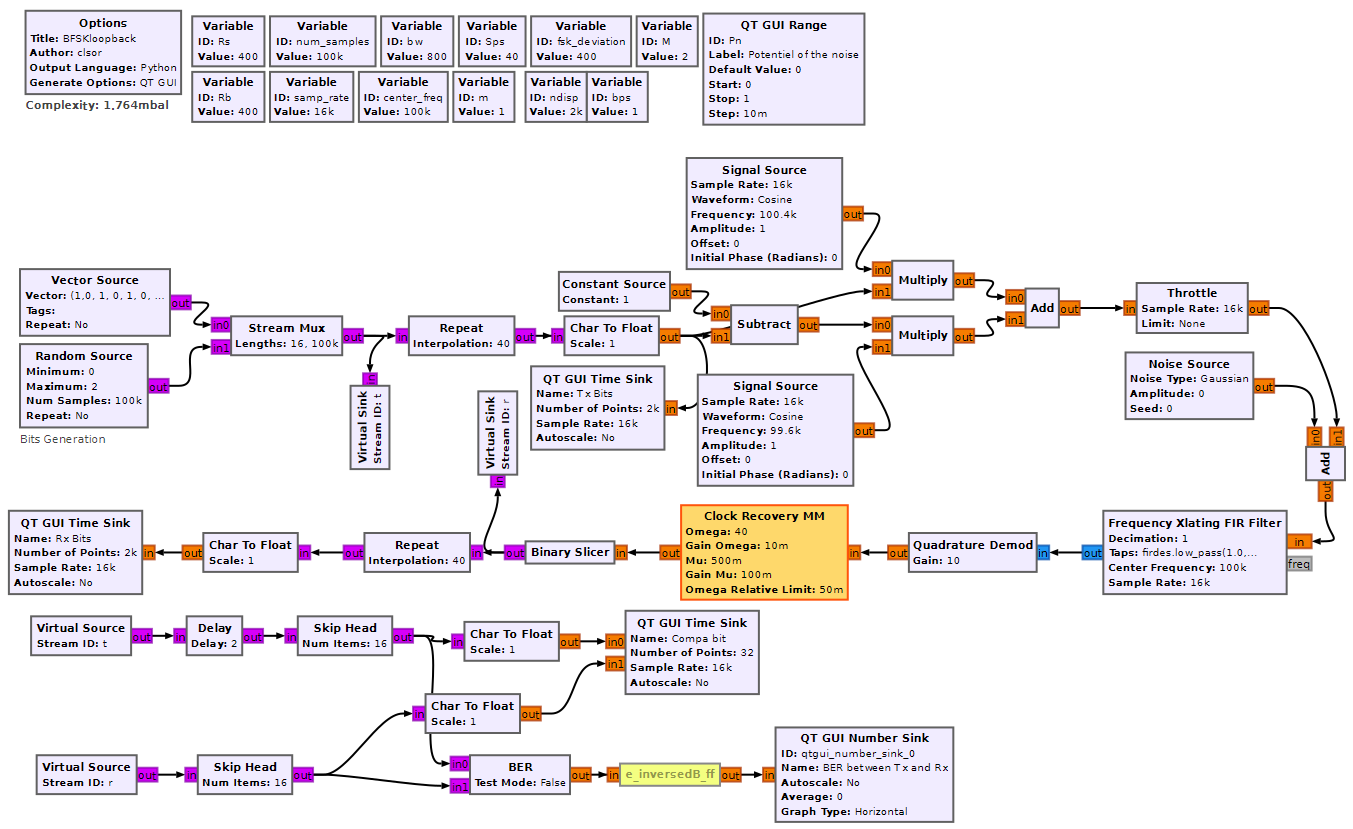 Options
Title: BFSKloopback
Author: clsor
Output Language: Python
Generate Options: QT GUI
Complexity: 1,764mbal
Variable
ID: Rs
Value: 400
Variable
ID: num_samples
Value: 100k
Variable
ID: bw
Value: 800
Variable
ID: Sps
Value: 40
Variable
ID: fsk_deviation
Value: 400
Variable
ID: M
Value: 2
Variable
ID: Rb
Value: 400
Variable
ID: samp_rate
Value: 16k
Variable
ID: center_freq
Value: 100k
Variable
ID: m
Value: 1
Variable
ID: ndisp
Value: 2k
Variable
ID: bps
Value: 1
QT GUI Range
ID: Pn
Label: Potentiel of the noise
Default Value: 0
Start: 0
Stop: 1
Step: 10m
Signal Source
Sample Rate: 16k
Waveform: Cosine
Frequency: 100.4k
Amplitude: 1
Offset: 0
Initial Phase (Radians): 0
out
Vector Source
Vector: (1,0, 1, 0, 1, 0, ...
Tags:
Repeat: No
out
Random Source
Minimum: 0
Maximum: 2
Num Samples: 100k
Repeat: No
out
Bits Generation
in0
in1
Stream Mux
Lengths: 16, 100k
out
in
Virtual Sink
Stream ID: t
in
Repeat
Interpolation: 40
out
in
Char To Float
Scale: 1
out
Constant Source
Constant: 1
out
in0
in1
Subtract
out
in0
in1
Multiply
out
in0
in1
Multiply
out
in0
in1
Add
out
in
Throttle
Sample Rate: 16k
Limit: None
out
QT GUI Time Sink
Name: Tx Bits
Number of Points: 2k
Sample Rate: 16k
Autoscale: No
in
Signal Source
Sample Rate: 16k
Waveform: Cosine
Frequency: 99.6k
Amplitude: 1
Offset: 0
Initial Phase (Radians): 0
out
Noise Source
Noise Type: Gaussian
Amplitude: 0
Seed: 0
out
in0
in1
Add
out
Virtual Sink
Stream ID: r
in
QT GUI Time Sink
Name: Rx Bits
Number of Points: 2k
Sample Rate: 16k
Autoscale: No
in
out
Char To Float
Scale: 1
in
out
Repeat
Interpolation: 40
in
out
Binary Slicer
in
out
Clock Recovery MM
Omega: 40
Gain Omega: 10m
Mu: 500m
Gain Mu: 100m
Omega Relative Limit: 50m
in
out
Quadrature Demod
Gain: 10
in
out
Frequency Xlating FIR Filter
Decimation: 1
Taps: firdes.low_pass(1.0,...
Center Frequency: 100k
Sample Rate: 16k
in
freq
Virtual Source
Stream ID: t
out
in
Delay
Delay: 2
out
in
Skip Head
Num Items: 16
out
in
Char To Float
Scale: 1
out
in0
in1
QT GUI Time Sink
Name: Compa bit
Number of Points: 32
Sample Rate: 16k
Autoscale: No
in
Char To Float
Scale: 1
out
Virtual Source
Stream ID: r
out
in
Skip Head
Num Items: 16
out
in0
in1
BER
Test Mode: False
out
in
e_inversedB_ff
out
in
QT GUI Number Sink
ID: qtgui_number_sink_0
Name: BER between Tx and Rx
Autoscale: No
Average: 0
Graph Type: Horizontal